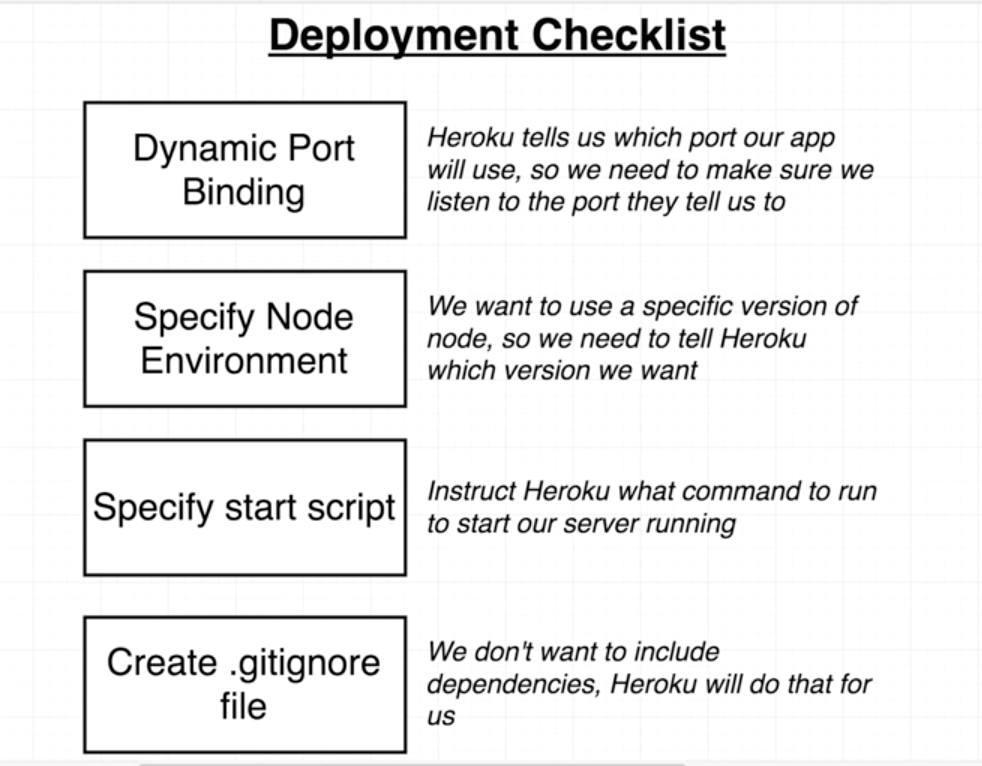 Deployment Checklist
Dynamic Port
Binding
Heroku tells us which port our app
will use, so we need to make sure we
listen to the port they tell us to
Specify Node
Environment
We want to use a specific version of
node, so we need to tell Heroku
which version we want
Specify start script
Instruct Heroku what command to run
to start our server running
Create .gitignore
file
We don't want to include
dependencies, Heroku will do that for
us